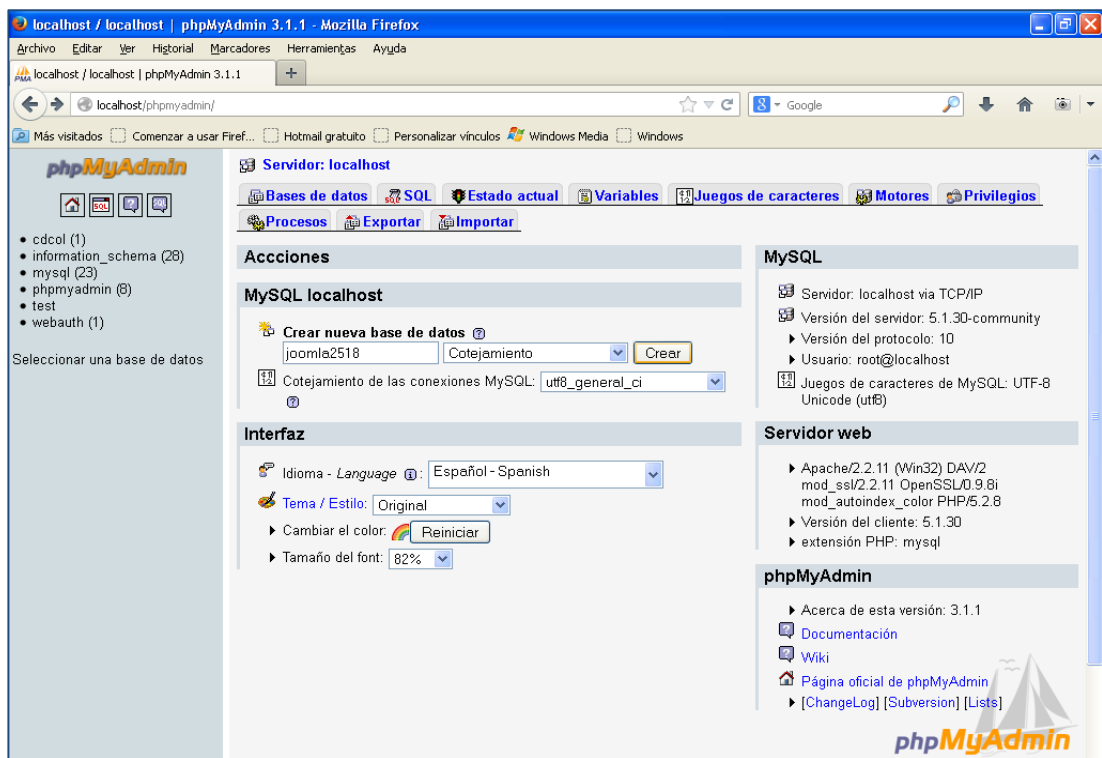 localhost / localhost | phpMyAdmin 3.1.1 - Mozilla Firefox
Archivo Editar Ver Historial Marcadores Herramientas Ayuda
PMA localhost / localhost | phpMyAdmin 3.1.1 +
localhost/phpmyadmin/ 8 Google
Más visitados Comenzar a usar Firef... Hotmail gratuito Personalizar vínculos Windows Media Windows
phpMyAdmin
SQL
cdcol (1)
information_schema (28)
mysql (23)
phpmyadmin (8)
test
webauth (1)
Seleccionar una base de datos
Servidor: localhost
Bases de datos SQL Estado actual Variables Juegos de caracteres Motores Privilegios
Procesos Exportar Importar
Accciones
MySQL localhost
Crear nueva base de datos
joomla2518 Cotejamiento Crear
Cotejamiento de las conexiones MySQL: utf8_general_ci
Interfaz
Idioma - Language : Español - Spanish
Tema / Estilo: Original
Cambiar el color: Reiniciar
Tamaño del font: 82%
MySQL
Servidor: localhost via TCP/IP
Versión del servidor: 5.1.30-community
Versión del protocolo: 10
Usuario: root@localhost
Juegos de caracteres de MySQL: UTF-8
Unicode (utf8)
Servidor web
Apache/2.2.11 (Win32) DAV/2
mod_ssl/2.2.11 OpenSSL/0.9.8i
mod_autoindex_color PHP/5.2.8
Versión del cliente: 5.1.30
extensión PHP: mysql
phpMyAdmin
Acerca de esta versión: 3.1.1
Documentación
Wiki
Página oficial de phpMyAdmin
[ChangeLog] [Subversion] [Lists]
phpMyAdmin